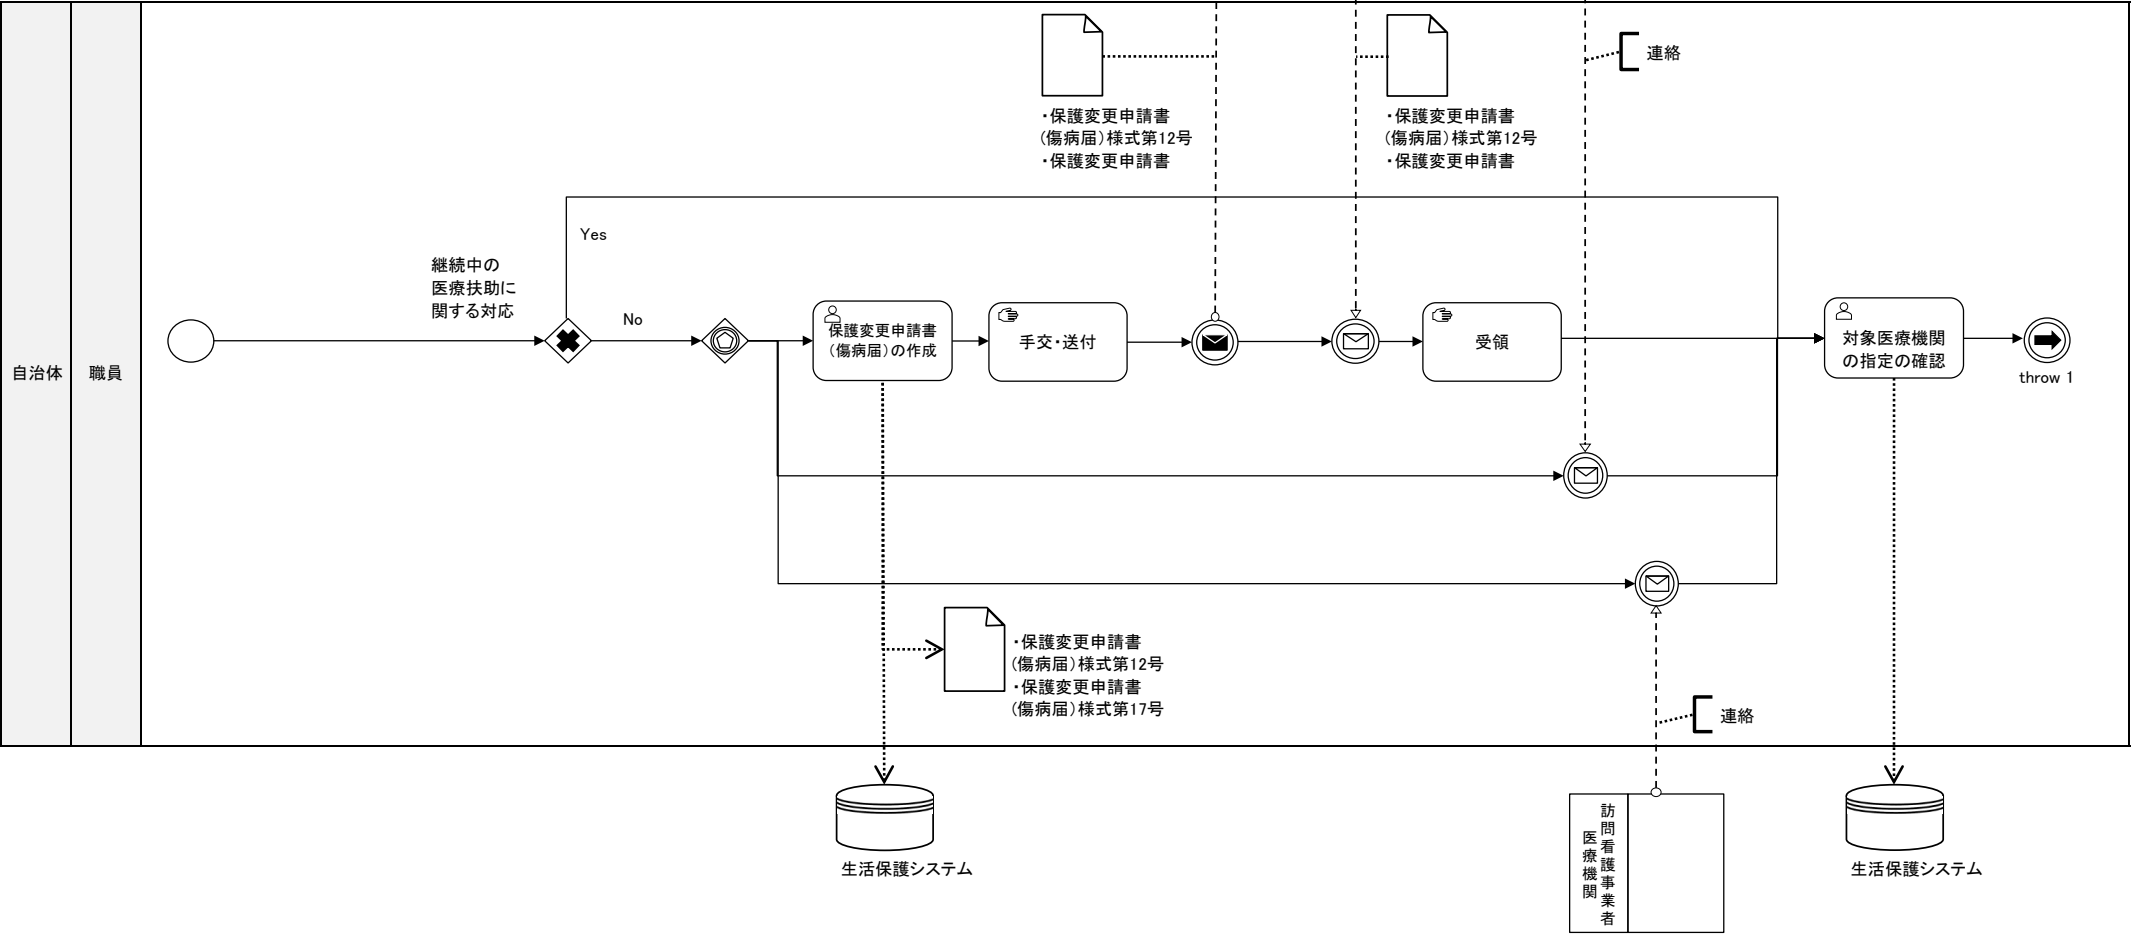 自治体
職員
・保護変更申請書
(傷病届)様式第12号
・保護変更申請書
・保護変更申請書
(傷病届)様式第12号
・保護変更申請書
連絡
Yes
継続中の
医療扶助に
関する対応
No
保護変更申請書
(傷病届)の作成
手交・送付
受領
対象医療機関
の指定の確認
throw 1
・保護変更申請書
(傷病届)様式第12号
・保護変更申請書
(傷病届)様式第17号
連絡
生活保護システム
訪問看護事業者
医療機関
生活保護システム